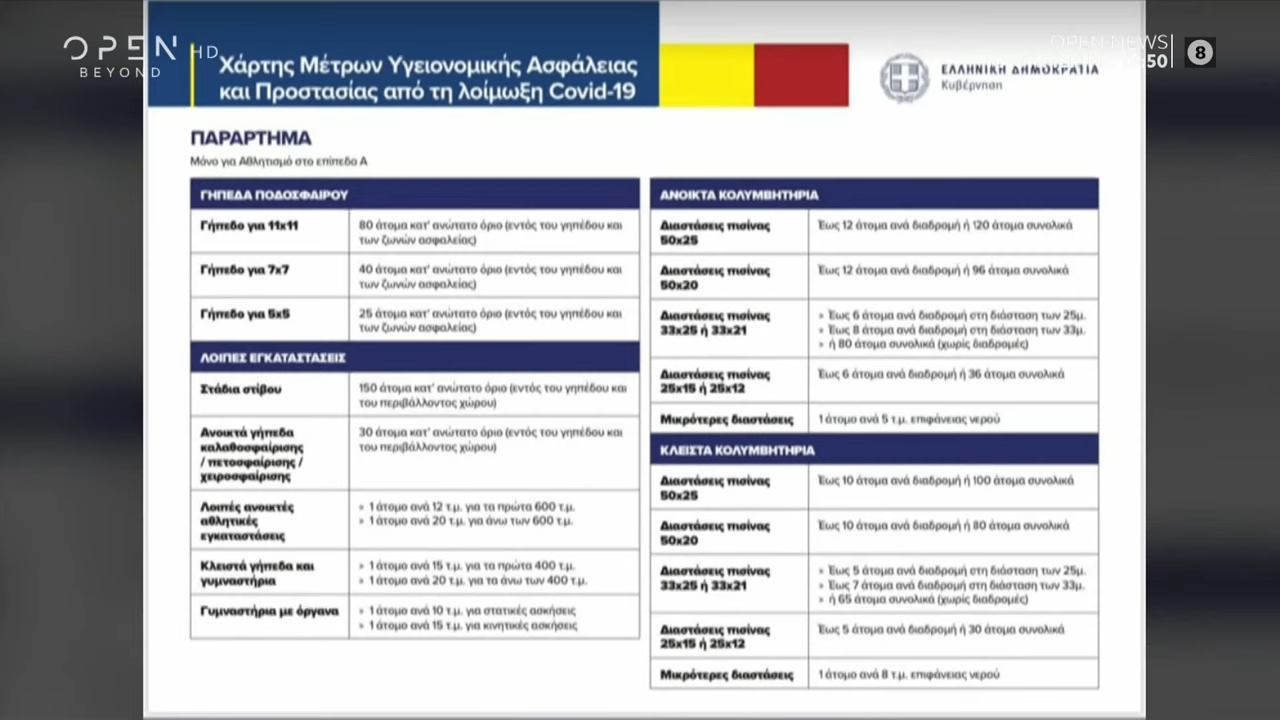 OPEN HD
BEYOND
OPEN NEWS
50
8
Χάρτης Μέτρων Υγειονομικής Ασφάλειας
και Προστασίας από τη λοίμωξη Covid-19
ΕΛΛΗΝΙΚΗ ΔΗΜΟΚΡΑΤΙΑ
Κυβέρνηση
ΠΑΡΑΡΤΗΜΑ
Μόνο για Αθλητισμό στο επίπεδο Α
ΓΗΠΕΔΑ ΠΟΔΟΣΦΑΙΡΟΥ
Γήπεδο για 11x11
80 άτομα κατ' ανώτατο όριο (εντός του γηπέδου και
των ζωνών ασφαλείας)
Γήπεδο για 7x7
40 άτομα κατ' ανώτατο όριο (εντός του γηπέδου και
των ζωνών ασφαλείας)
Γήπεδο για 5x5
25 άτομα κατ' ανώτατο όριο (εντός του γηπέδου και
των ζωνών ασφαλείας)
ΛΟΙΠΕΣ ΕΓΚΑΤΑΣΤΑΣΕΙΣ
Στάδια στίβου
150 άτομα κατ' ανώτατο όριο (εντός του γηπέδου και
του περιβάλλοντος χώρου)
Ανοικτά γήπεδα
καλαθοσφαίρισης
/ πετοσφαίρισης /
χειροσφαίρισης
30 άτομα κατ' ανώτατο όριο (εντός του γηπέδου και
του περιβάλλοντος χώρου)
Λοιπές ανοικτές
αθλητικές
εγκαταστάσεις
» 1 άτομο ανά 12 τ.μ. για τα πρώτα 600 τ.μ.
» 1 άτομο ανά 20 τ.μ. για άνω των 600 τ.μ.
Κλειστά γήπεδα και
γυμναστήρια
» 1 άτομο ανά 15 τ.μ. για τα πρώτα 400 τ.μ.
» 1 άτομο ανά 20 τ.μ. για τα άνω των 400 τ.μ.
Γυμναστήρια με όργανα
» 1 άτομο ανά 10 τ.μ. για στατικές ασκήσεις
» 1 άτομο ανά 15 τ.μ. για κινητικές ασκήσεις
ΑΝΟΙΚΤΑ ΚΟΛΥΜΒΗΤΗΡΙΑ
Διαστάσεις πισίνας
50x25
Έως 12 άτομα ανά διαδρομή ή 120 άτομα συνολικά
Διαστάσεις πισίνας
50x20
Έως 12 άτομα ανά διαδρομή ή 96 άτομα συνολικά
Διαστάσεις πισίνας
33x25 ή 33x21
» Έως 6 άτομα ανά διαδρομή στη διάσταση των 25μ.
» Έως 8 άτομα ανά διαδρομή στη διάσταση των 33μ.
» ή 80 άτομα συνολικά (χωρίς διαδρομές)
Διαστάσεις πισίνας
25x15 ή 25x12
Έως 6 άτομα ανά διαδρομή ή 36 άτομα συνολικά
Μικρότερες διαστάσεις
1 άτομο ανά 5 τ.μ. επιφάνειας νερού
ΚΛΕΙΣΤΑ ΚΟΛΥΜΒΗΤΗΡΙΑ
Διαστάσεις πισίνας
50x25
Έως 10 άτομα ανά διαδρομή ή 100 άτομα συνολικά
Διαστάσεις πισίνας
50x20
Έως 10 άτομα ανά διαδρομή ή 80 άτομα συνολικά
Διαστάσεις πισίνας
33x25 ή 33x21
» Έως 5 άτομα ανά διαδρομή στη διάσταση των 25μ.
» Έως 7 άτομα ανά διαδρομή στη διάσταση των 33μ.
» ή 65 άτομα συνολικά (χωρίς διαδρομές)
Διαστάσεις πισίνας
25x15 ή 25x12
Έως 5 άτομα ανά διαδρομή ή 30 άτομα συνολικά
Μικρότερες διαστάσεις
1 άτομο ανά 8 τ.μ. επιφάνειας νερού